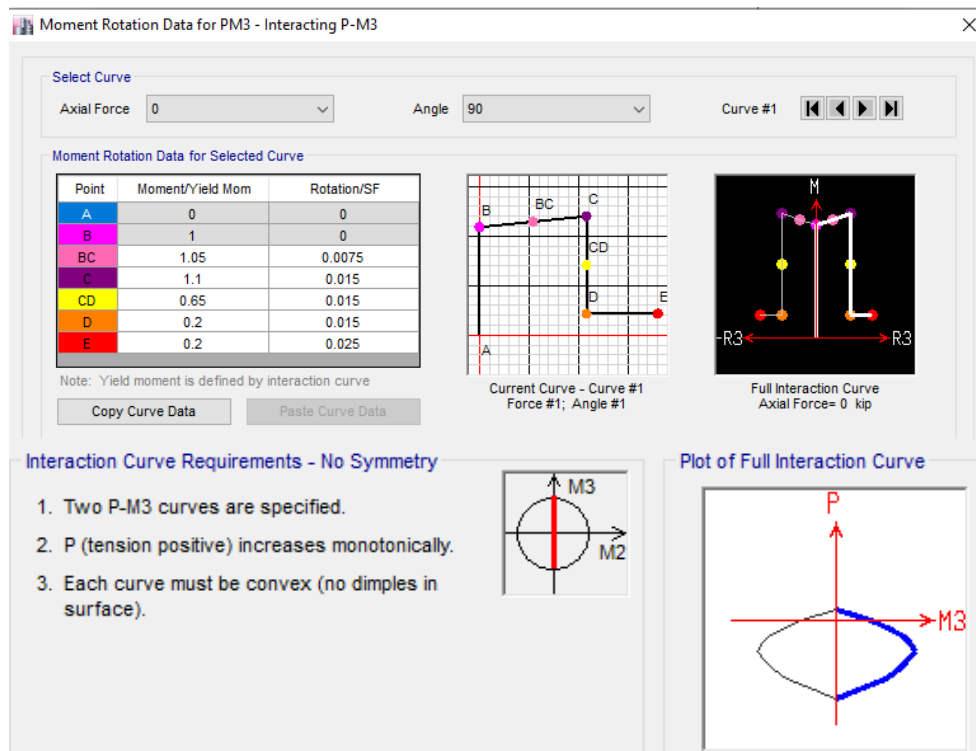 Moment Rotation Data for PM3 - Interacting P-M3
Select Curve
Axial Force 0 Angle 90 Curve #1
Moment Rotation Data for Selected Curve
Point Moment/Yield Mom Rotation/SF
A 0 0
B 1 0
BC 1.05 0.0075
C 1.1 0.015
CD 0.65 0.015
D 0.2 0.015
E 0.2 0.025
Note: Yield moment is defined by interaction curve
Copy Curve Data Paste Curve Data
B BC C
CD
D E
A
Current Curve - Curve #1
Force #1; Angle #1
M
-R3 R3
Full Interaction Curve
Axial Force= 0 kip
Interaction Curve Requirements - No Symmetry
1. Two P-M3 curves are specified.
2. P (tension positive) increases monotonically.
3. Each curve must be convex (no dimples in
surface).
M3
M2
Plot of Full Interaction Curve
P
M3